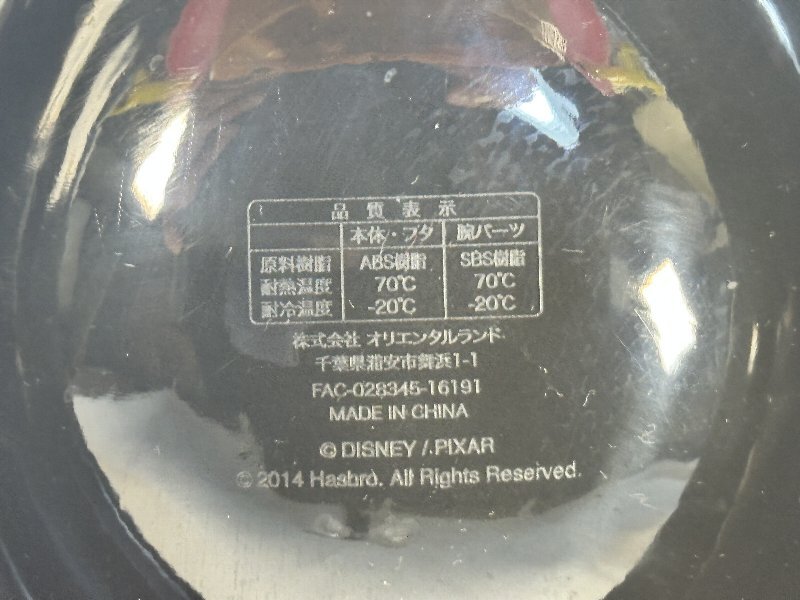 品質表示
本体・フタ 腕パーツ
原料樹脂 ABS樹脂 SBS樹脂
耐熱温度 70℃ 70℃
耐冷温度 -20℃ -20℃
株式会社 オリエンタルランド
千葉県浦安市舞浜1-1
FAC-028345-16191
MADE IN CHINA
© DISNEY / PIXAR
© 2014 Hasbro. All Rights Reserved.